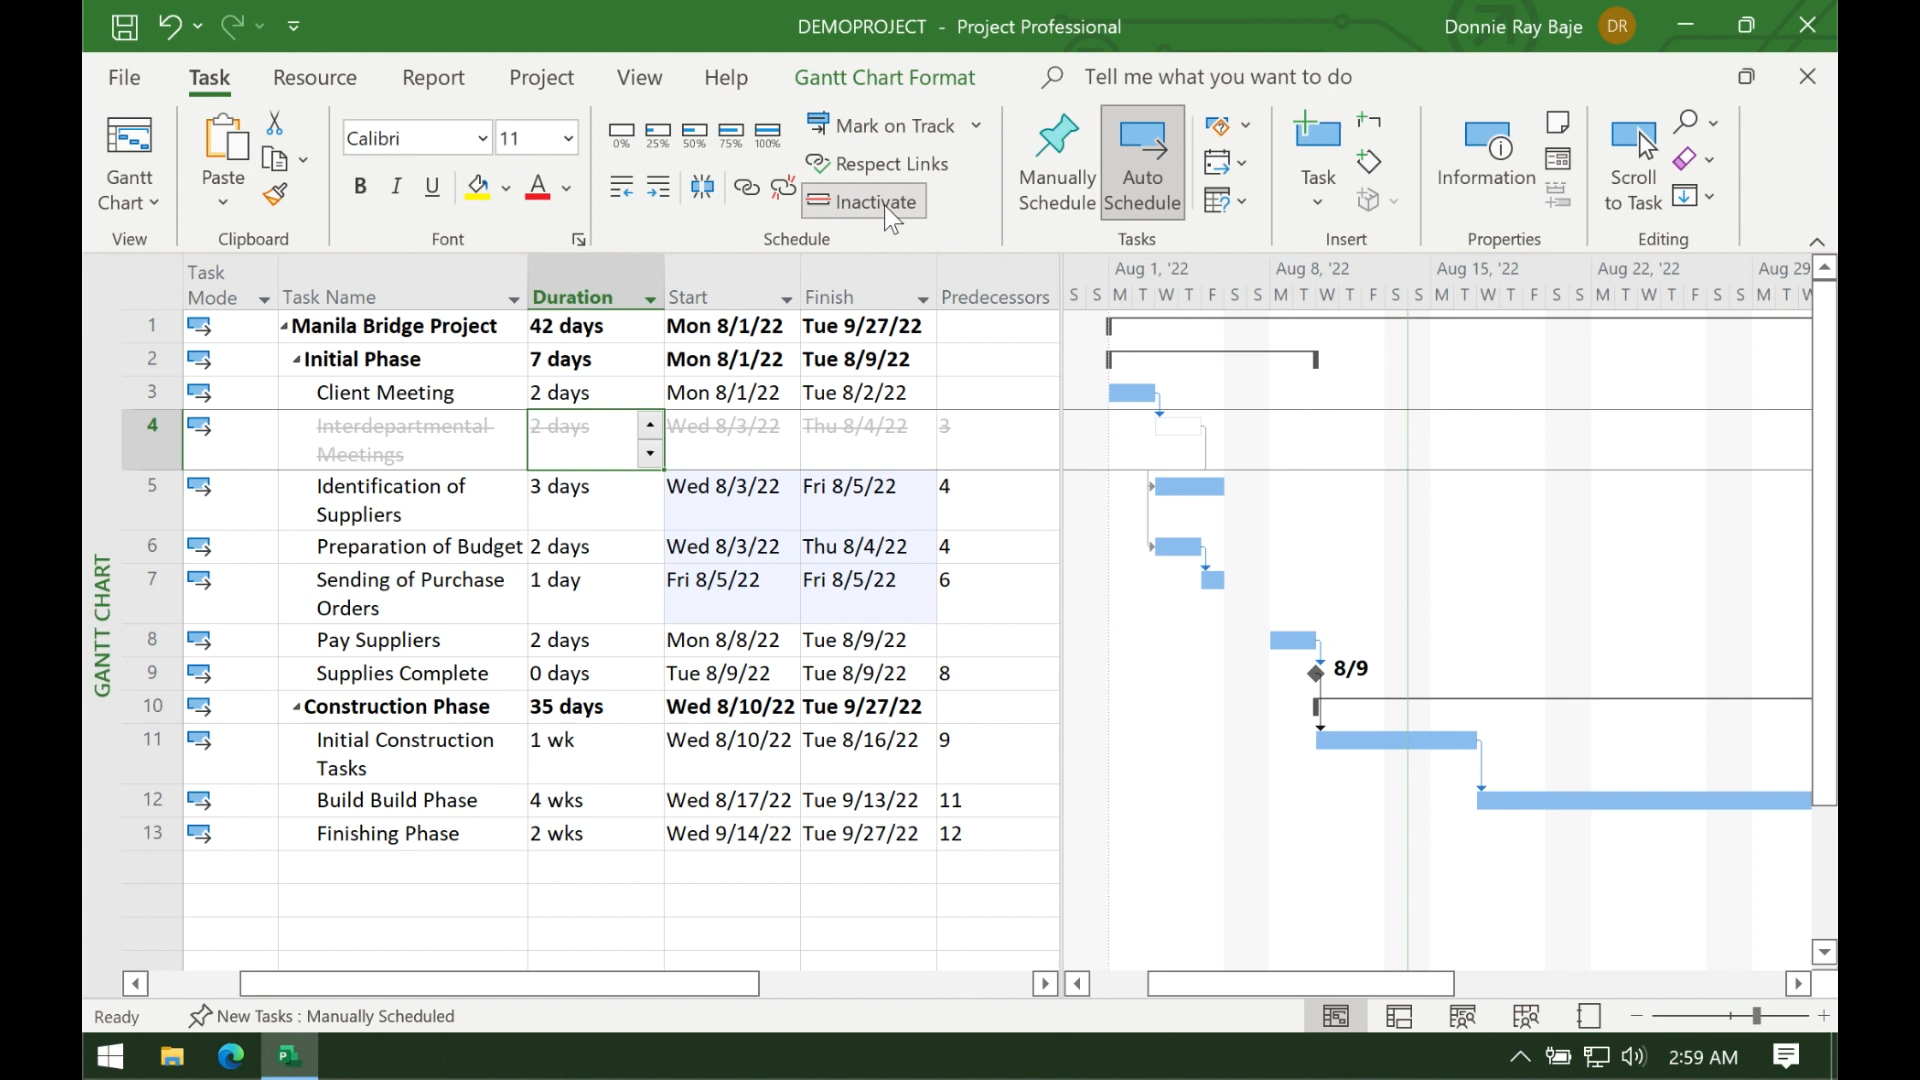 DEMOPROJECT - Project Professional
Donnie Ray Baje DR
File Task Resource Report Project View Help Gantt Chart Format Tell me what you want to do
Gantt
Chart
View
Paste
Clipboard
Calibri 11
B I U A
Font
0% 25% 50% 75% 100%
Mark on Track
Respect Links
Inactivate
Schedule
Manually
Schedule
Auto
Schedule
Tasks
Task
Insert
Information
Properties
Scroll
to Task
Editing
Task
Mode Task Name Duration Start Finish Predecessors
Aug 1, '22 Aug 8, '22 Aug 15, '22 Aug 22, '22 Aug 29
S S M T W T F S S M T W T F S S M T W T F S S M T W T F S S M T W
1 Manila Bridge Project 42 days Mon 8/1/22 Tue 9/27/22
2 Initial Phase 7 days Mon 8/1/22 Tue 8/9/22
3 Client Meeting 2 days Mon 8/1/22 Tue 8/2/22
4 Interdepartmental 2 days Wed 8/3/22 Thu 8/4/22 3
Meetings
5 Identification of 3 days Wed 8/3/22 Fri 8/5/22 4
Suppliers
6 Preparation of Budget 2 days Wed 8/3/22 Thu 8/4/22 4
7 Sending of Purchase 1 day Fri 8/5/22 Fri 8/5/22 6
Orders
8 Pay Suppliers 2 days Mon 8/8/22 Tue 8/9/22
9 Supplies Complete 0 days Tue 8/9/22 Tue 8/9/22 8
8/9
10 Construction Phase 35 days Wed 8/10/22 Tue 9/27/22
11 Initial Construction 1 wk Wed 8/10/22 Tue 8/16/22 9
Tasks
12 Build Build Phase 4 wks Wed 8/17/22 Tue 9/13/22 11
13 Finishing Phase 2 wks Wed 9/14/22 Tue 9/27/22 12
GANTT CHART
Ready New Tasks : Manually Scheduled
2:59 AM